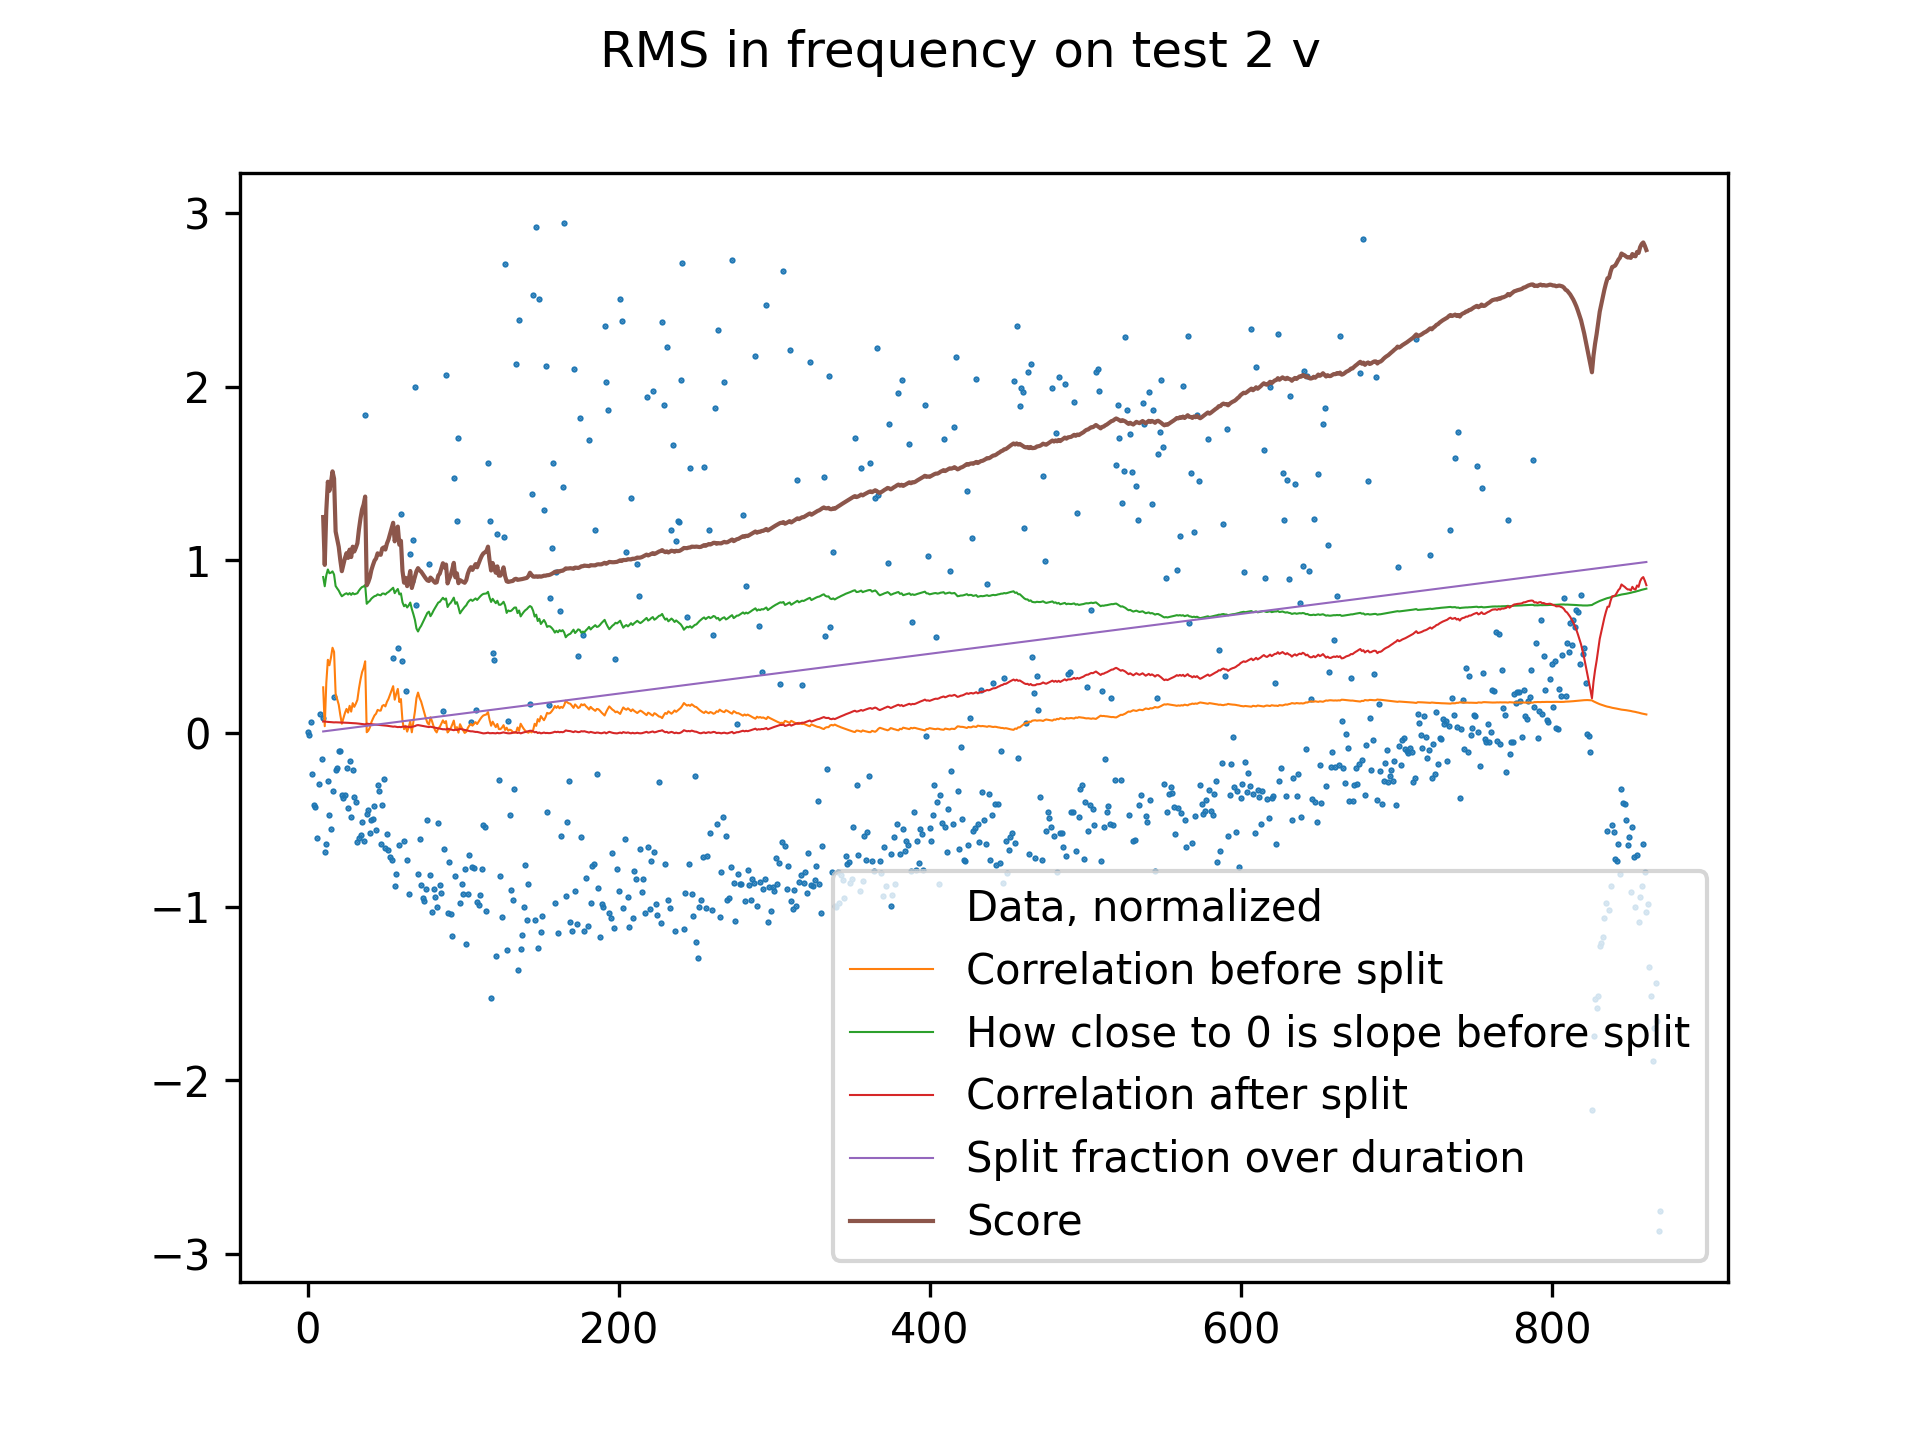 RMS in frequency on test 2 v
3
2
1
0
−1
−2
−3
0 200 400 600 800
Data, normalized
Correlation before split
How close to 0 is slope before split
Correlation after split
Split fraction over duration
Score